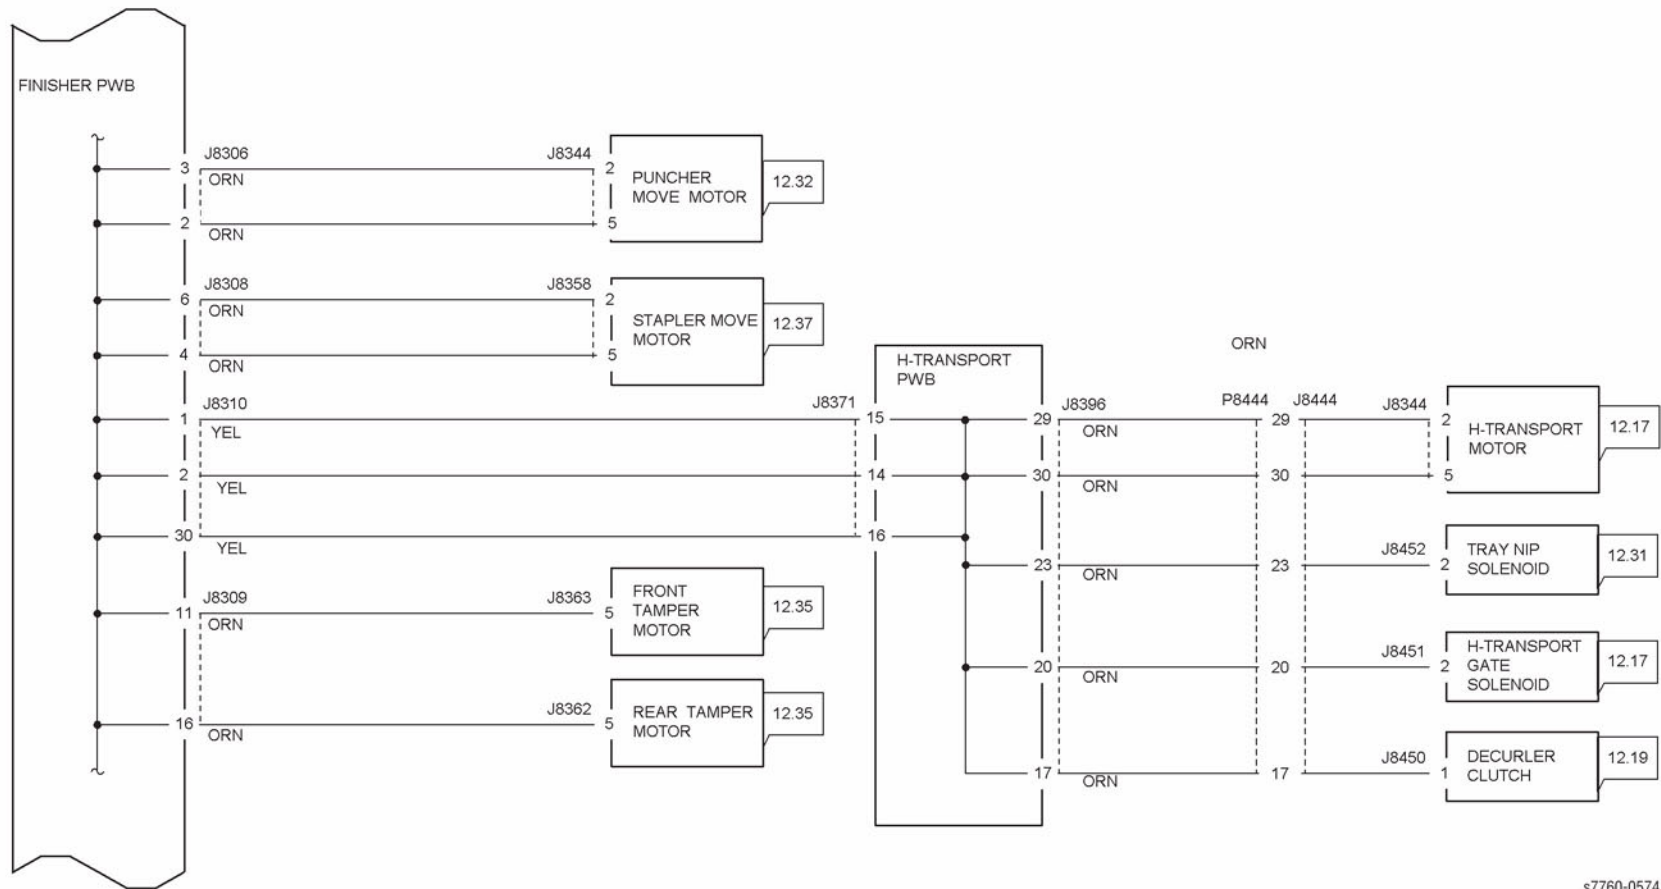 FINISHER PWB
3 J8306 J8344 2
ORN
PUNCHER
MOVE MOTOR
12.32
2 5
ORN
6 J8308 J8358 2
ORN
STAPLER MOVE
MOTOR
12.37
4 5
ORN
H-TRANSPORT
PWB
ORN
1 J8310 J8371 15 29 J8396 P8444 29 J8444 J8344 2
YEL ORN
H-TRANSPORT
MOTOR
12.17
2 14 30 30 5
YEL ORN
30 16
YEL
23 23 J8452 2
ORN
TRAY NIP
SOLENOID
12.31
11 J8309 J8363 5
ORN
FRONT
TAMPER
MOTOR
12.35
20 20 J8451 2
ORN
H-TRANSPORT
GATE
SOLENOID
12.17
16 J8362 5
ORN
REAR TAMPER
MOTOR
12.35
17 17 J8450 1
ORN
DECURLER
CLUTCH
12.19
s7760-0574